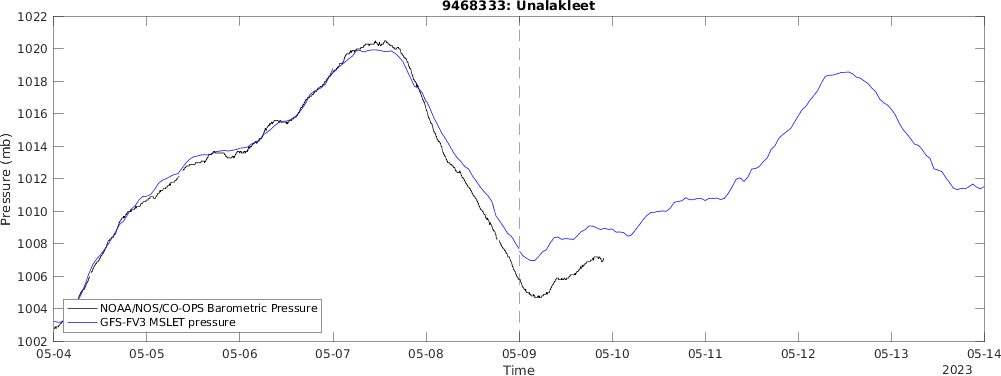 9468333: Unalakleet
1022
1020
1018
1016
1014
1012
1010
1008
1006
1004
1002
Pressure (mb)
NOAA/NOS/CO-OPS Barometric Pressure
GFS-FV3 MSLET pressure
05-04 05-05 05-06 05-07 05-08 05-09 05-10 05-11 05-12 05-13 05-14
Time
2023